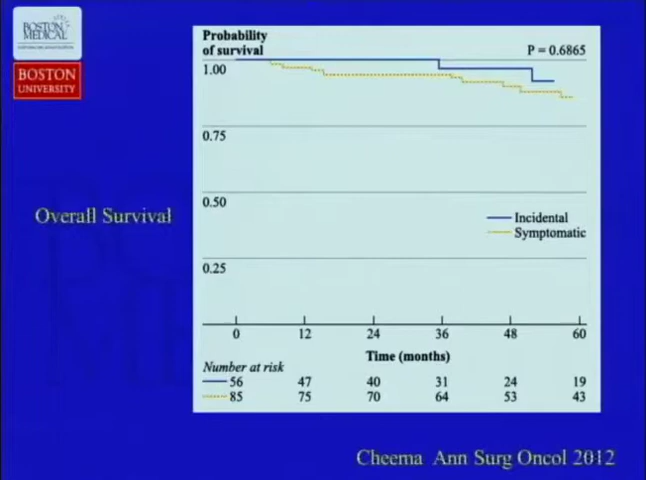 BOSTON
MEDICAL
BOSTON
UNIVERSITY
Overall Survival
Probability
of survival
P = 0.6865
1.00
0.75
0.50
0.25
Incidental
Symptomatic
0 12 24 36 48 60
Time (months)
Number at risk
56 47 40 31 24 19
85 75 70 64 53 43
Cheema Ann Surg Oncol 2012